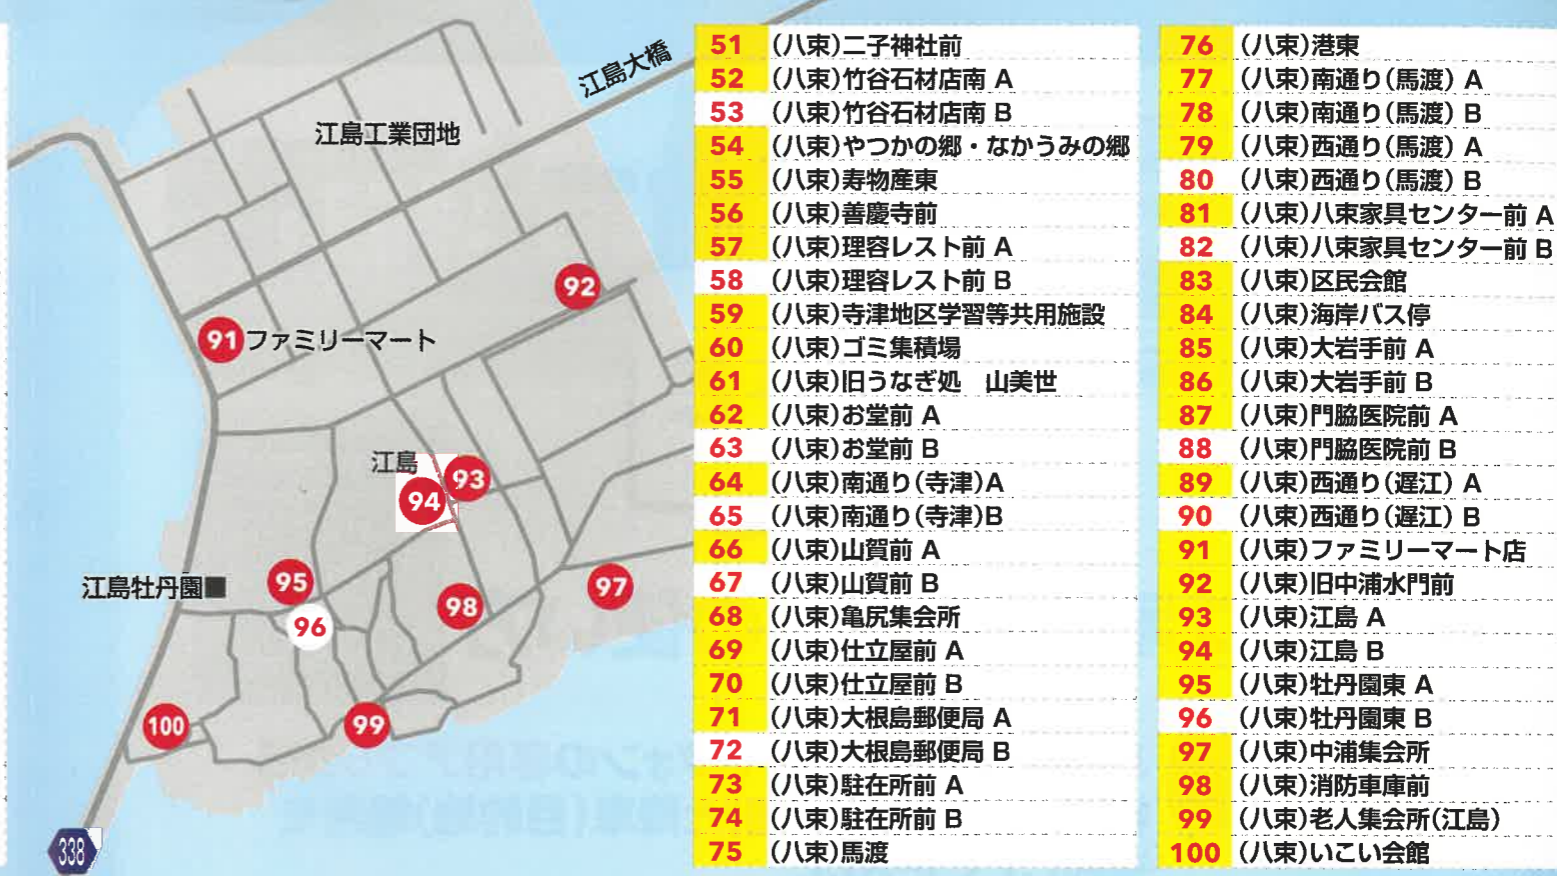 江島大橋
江島工業団地
92
91 ファミリーマート
江島
93
94
江島牡丹園■
95
96
98
97
100
99
338
51 (八束)二子神社前
52 (八束)竹谷石材店南 A
53 (八束)竹谷石材店南 B
54 (八束)やつかの郷・なかうみの郷
55 (八束)寿物産東
56 (八束)善慶寺前
57 (八束)理容レスト前 A
58 (八束)理容レスト前 B
59 (八束)寺津地区学習等共用施設
60 (八束)ゴミ集積場
61 (八束)旧うなぎ処　山美世
62 (八束)お堂前 A
63 (八束)お堂前 B
64 (八束)南通り(寺津)A
65 (八束)南通り(寺津)B
66 (八束)山賀前 A
67 (八束)山賀前 B
68 (八束)亀尻集会所
69 (八束)仕立屋前 A
70 (八束)仕立屋前 B
71 (八束)大根島郵便局 A
72 (八束)大根島郵便局 B
73 (八束)駐在所前 A
74 (八束)駐在所前 B
75 (八束)馬渡
76 (八束)港東
77 (八束)南通り(馬渡) A
78 (八束)南通り(馬渡) B
79 (八束)西通り(馬渡) A
80 (八束)西通り(馬渡) B
81 (八束)八束家具センター前 A
82 (八束)八束家具センター前 B
83 (八束)区民会館
84 (八束)海岸バス停
85 (八束)大岩手前 A
86 (八束)大岩手前 B
87 (八束)門脇医院前 A
88 (八束)門脇医院前 B
89 (八束)西通り(遅江) A
90 (八束)西通り(遅江) B
91 (八束)ファミリーマート店
92 (八束)旧中浦水門前
93 (八束)江島 A
94 (八束)江島 B
95 (八束)牡丹園東 A
96 (八束)牡丹園東 B
97 (八束)中浦集会所
98 (八束)消防車庫前
99 (八束)老人集会所(江島)
100 (八束)いこい会館